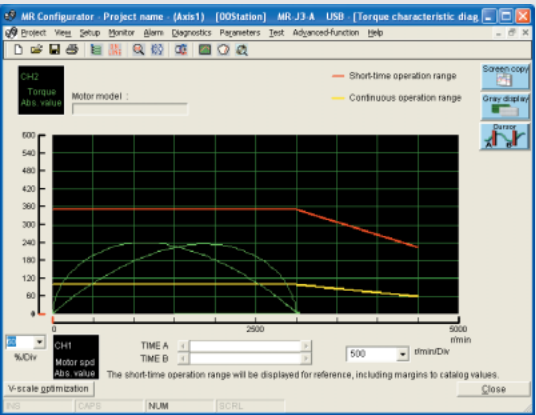 MR Configurator - Project name - (Axis1) [00Station] MR-J3-A USB - [Torque characteristic diag
Project View Setup Monitor Alarm Diagnostics Parameters Test Advanced-function Help
CH2
Torque
Abs. value
Motor model :
Short-time operation range
Continuous operation range
Screen copy
Gray display
Cursor
A B
600
540
480
420
360
300
240
180
120
60
0
0 2500 5000
r/min
%/Div
CH1
Motor spd
Abs. value
TIME A
TIME B
500 r/min/Div
The short-time operation range will be displayed for reference, including margins to catalog values.
V-scale optimization
Close
INS CAPS NUM SCRL